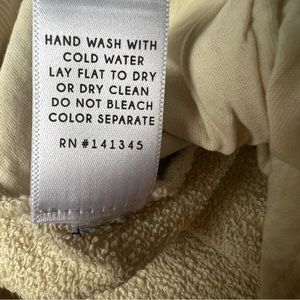 HAND WASH WITH
COLD WATER
LAY FLAT TO DRY
OR DRY CLEAN
DO NOT BLEACH
COLOR SEPARATE
RN #141345